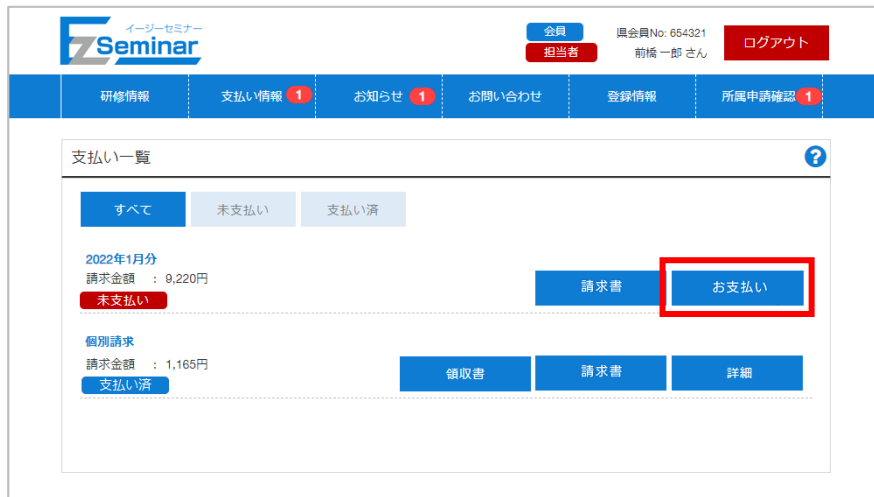 イージーセミナー
EzSeminar
会員
担当者
県会員No: 654321
前橋 一郎 さん
ログアウト
研修情報
支払い情報 1
お知らせ 1
お問い合わせ
登録情報
所属申請確認 1
支払い一覧
?
すべて
未支払い
支払い済
2022年1月分
請求金額 : 9,220円
未支払い
請求書
お支払い
個別請求
請求金額 : 1,165円
支払い済
領収書
請求書
詳細